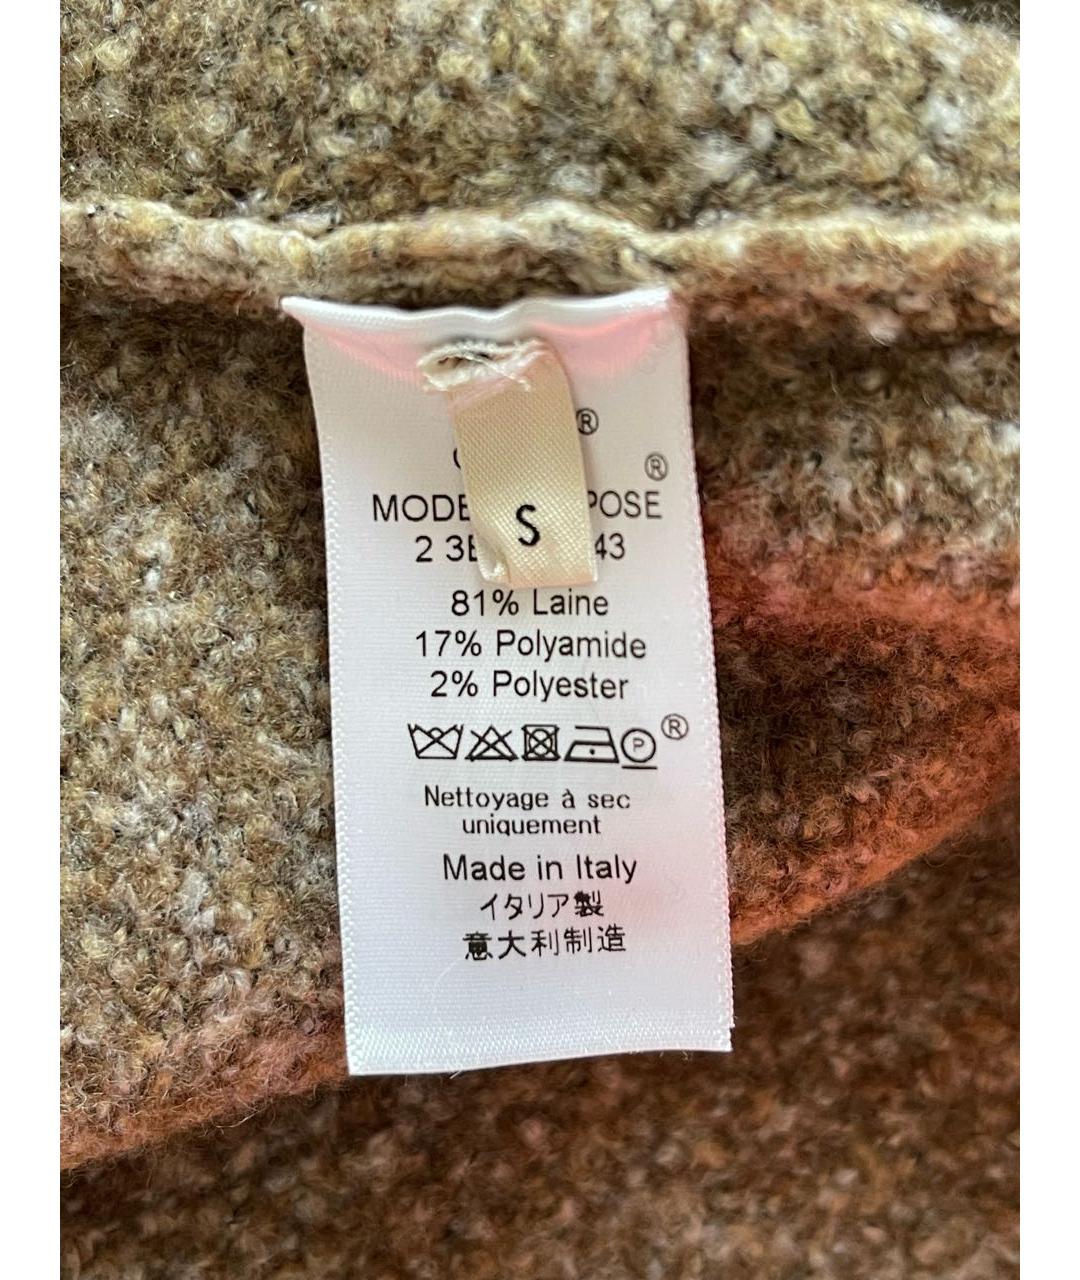 ®
®
S
81% Laine
17% Polyamide
2% Polyester
P ®
Nettoyage à sec
uniquement
Made in Italy
イタリア製
意大利制造